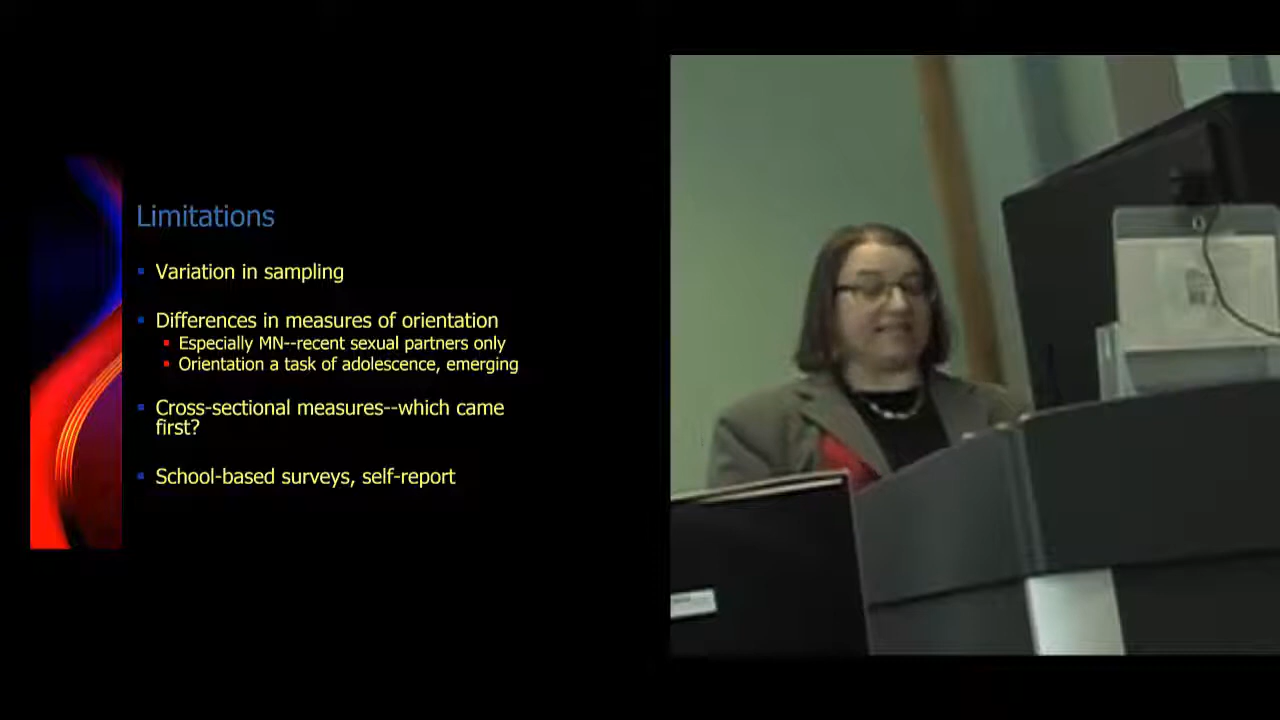 Limitations
Variation in sampling
Differences in measures of orientation
Especially MN--recent sexual partners only
Orientation a task of adolescence, emerging
Cross-sectional measures--which came
first?
School-based surveys, self-report